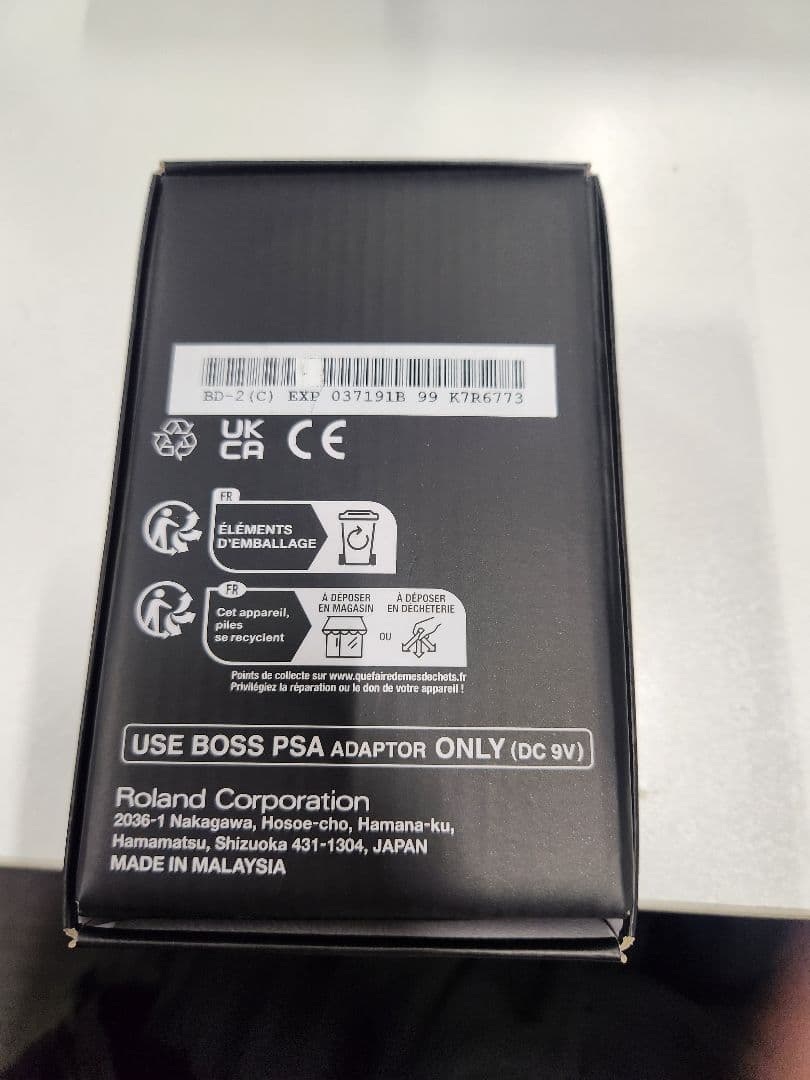 BD-2(C) EXP 037191B 99 K7R6773
UK
CA CE
FR
ÉLÉMENTS
D'EMBALLAGE
FR
Cet appareil,
piles
se recyclent
À DÉPOSER
EN MAGASIN
OU
À DÉPOSER
EN DÉCHÈTERIE
Points de collecte sur www.quefairedemesdechets.fr
Privilégiez la réparation ou le don de votre appareil !
USE BOSS PSA ADAPTOR ONLY (DC 9V)
Roland Corporation
2036-1 Nakagawa, Hosoe-cho, Hamana-ku,
Hamamatsu, Shizuoka 431-1304, JAPAN
MADE IN MALAYSIA